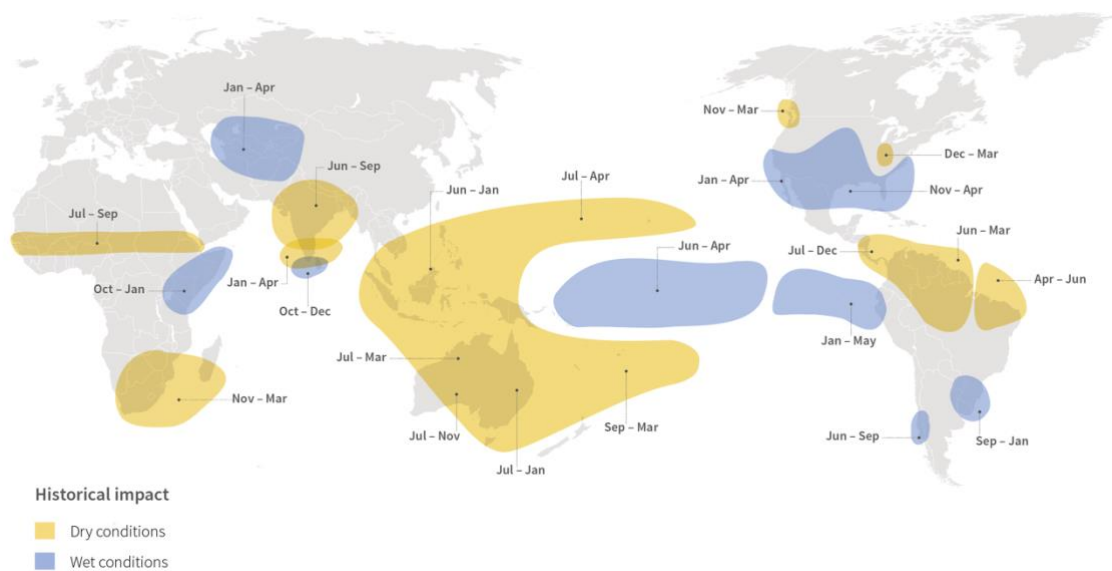 Jan – Apr
Nov – Mar
Dec – Mar
Jun – Sep
Jul – Apr
Jan – Apr
Jun – Jan
Nov – Apr
Jul – Sep
Jun – Mar
Jun – Apr
Jul – Dec
Apr – Jun
Jan – Apr
Oct – Jan
Oct – Dec
Jan – May
Jul – Mar
Nov – Mar
Sep – Mar
Jul – Nov
Jun – Sep
Sep – Jan
Jul – Jan
Historical impact
Dry conditions
Wet conditions